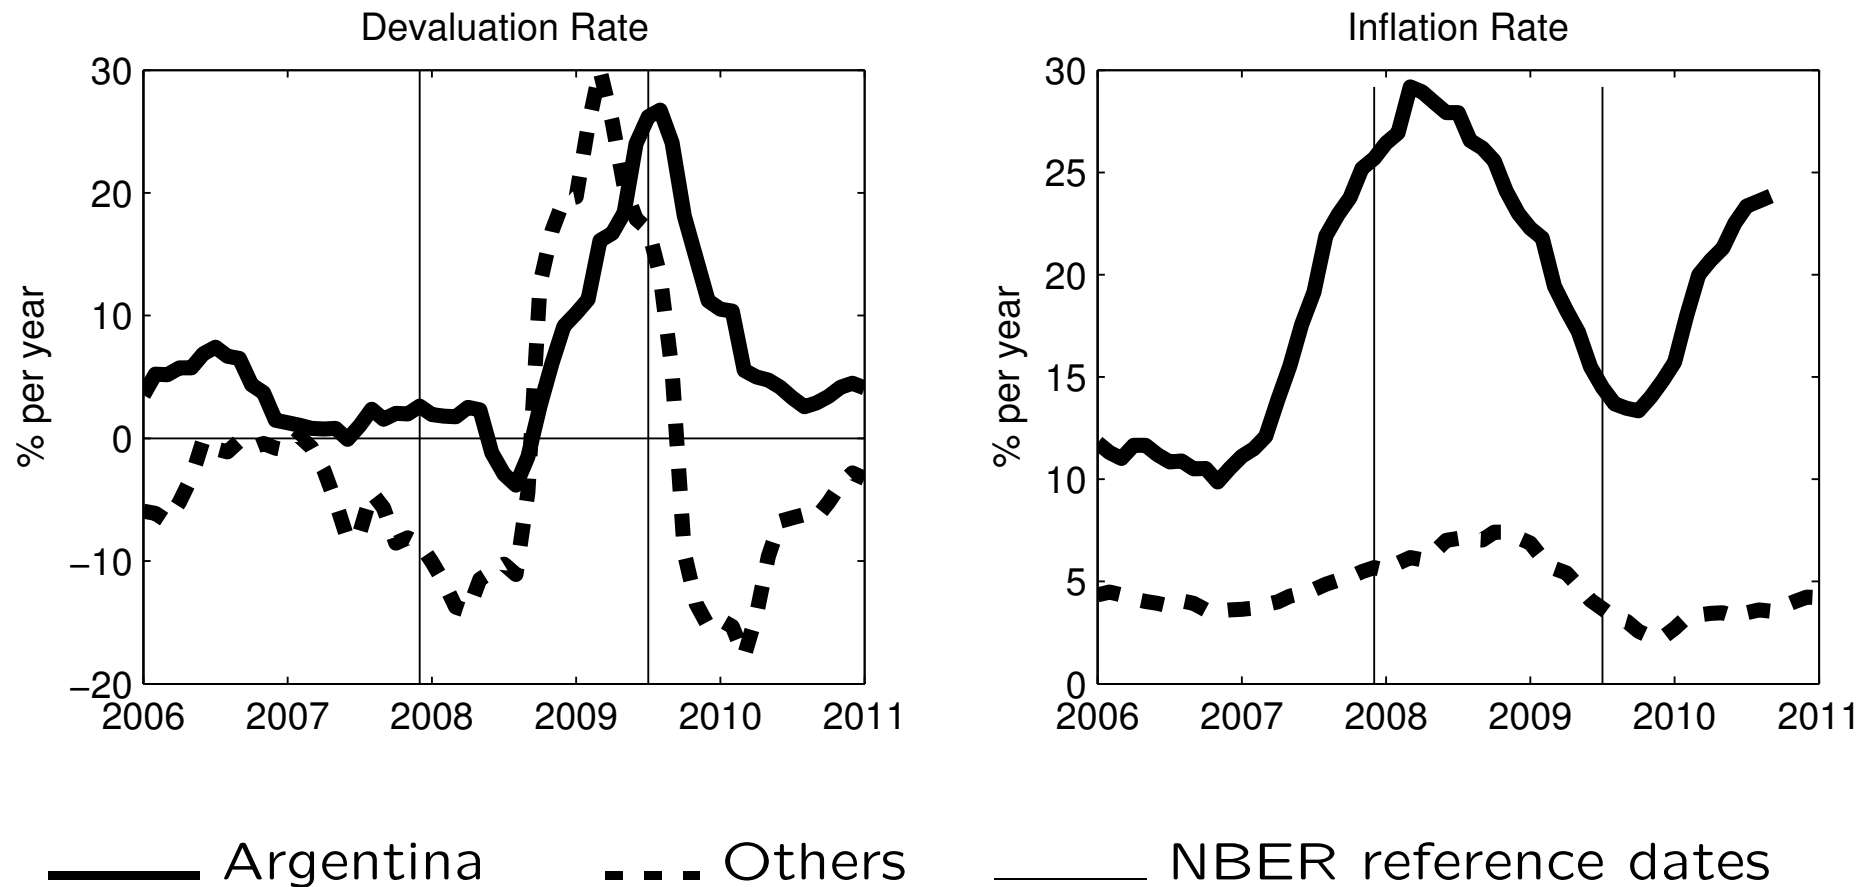 Devaluation Rate
30
20
10
0
−10
−20
% per year
2006 2007 2008 2009 2010 2011
Inflation Rate
30
25
20
15
10
5
0
% per year
2006 2007 2008 2009 2010 2011
Argentina Others NBER reference dates